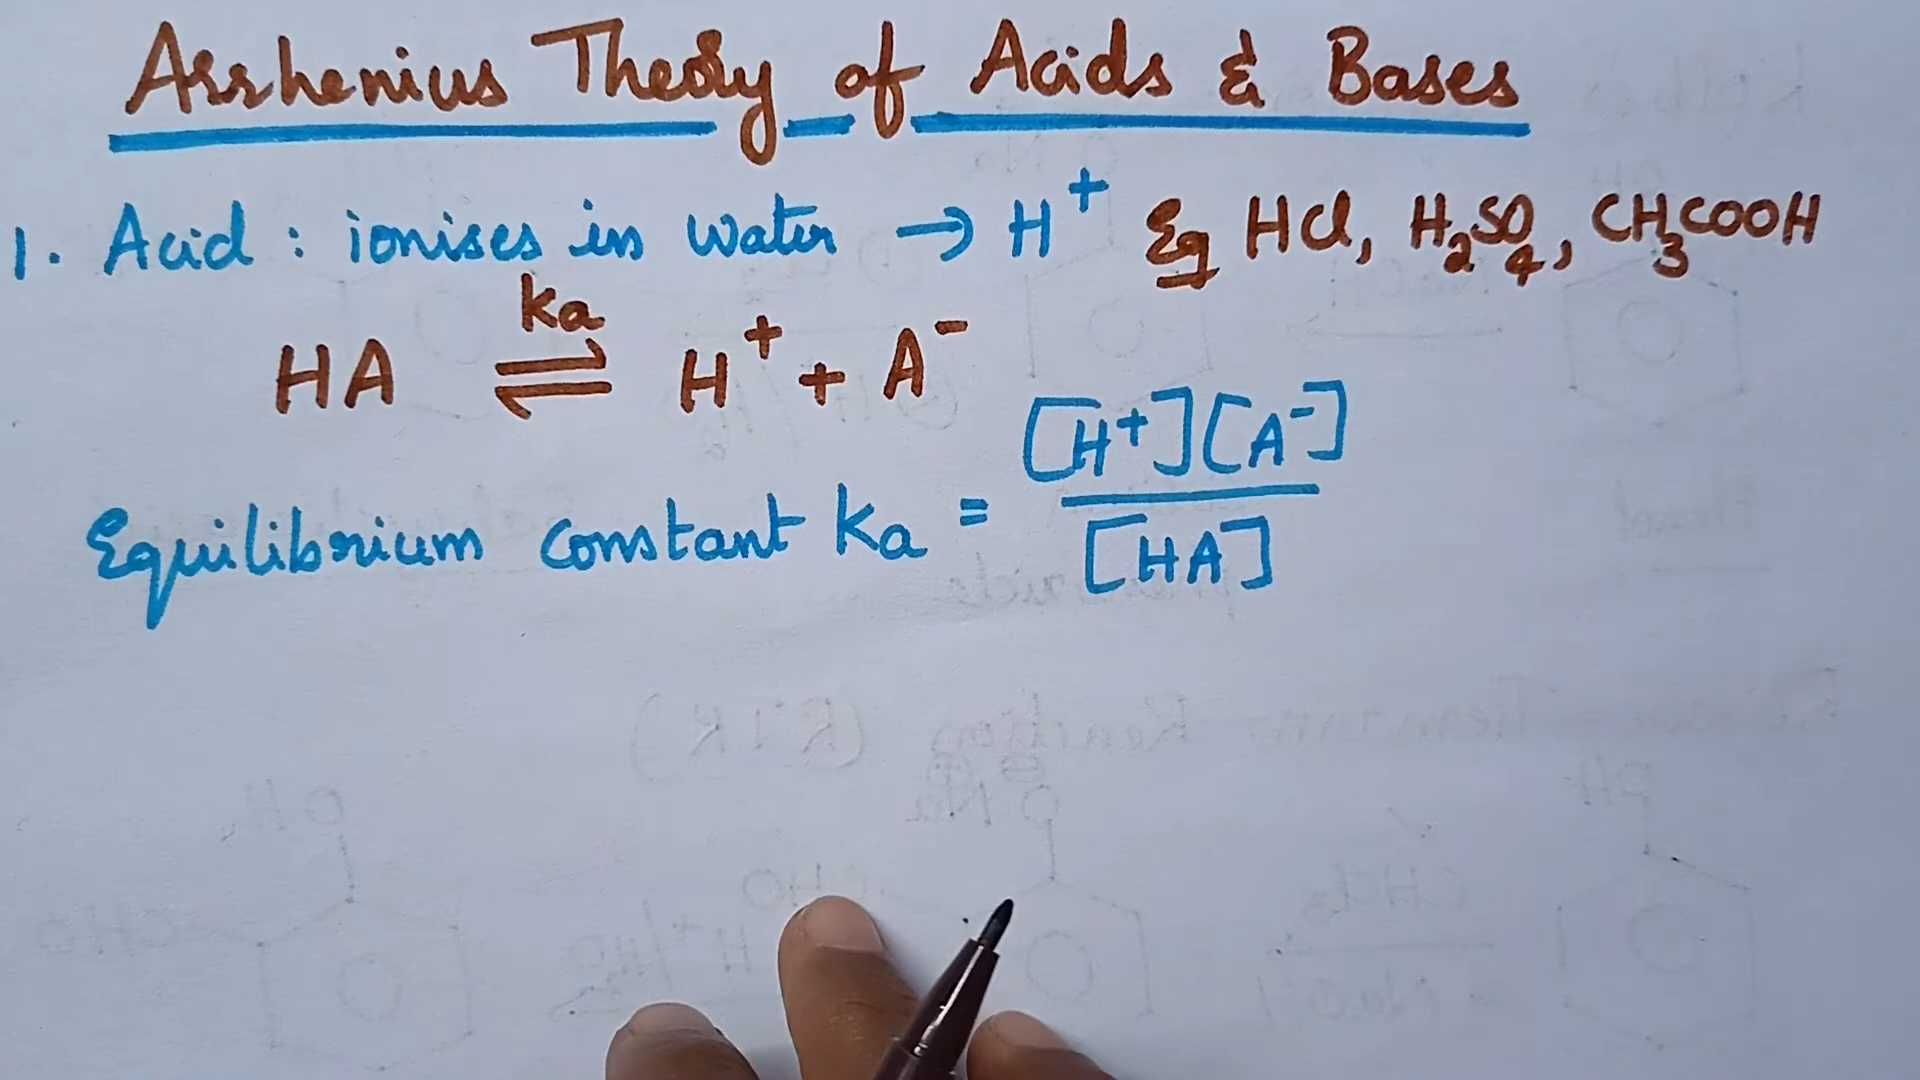 Arrhenius Theory of Acids & Bases
1. Acid : ionises in water → H⁺ Eg HCl, H₂SO₄, CH₃COOH
Ka
HA ⇌ H⁺ + A⁻
[H⁺][A⁻]
Equilibrium constant Ka =
[HA]